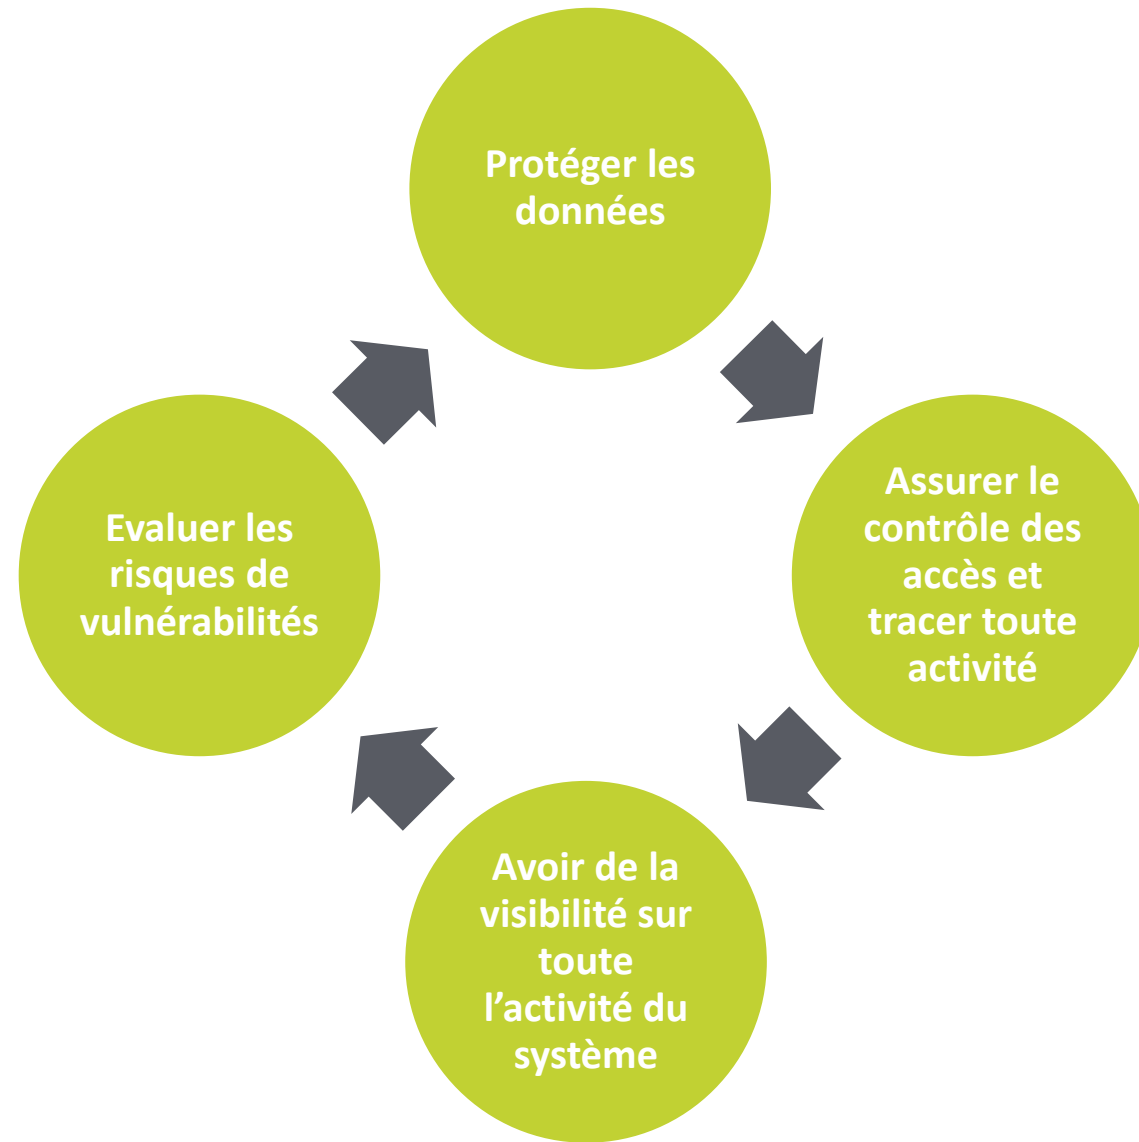 Protéger les
données
Assurer le
contrôle des
accès et
tracer toute
activité
Avoir de la
visibilité sur
toute
l’activité du
système
Evaluer les
risques de
vulnérabilités